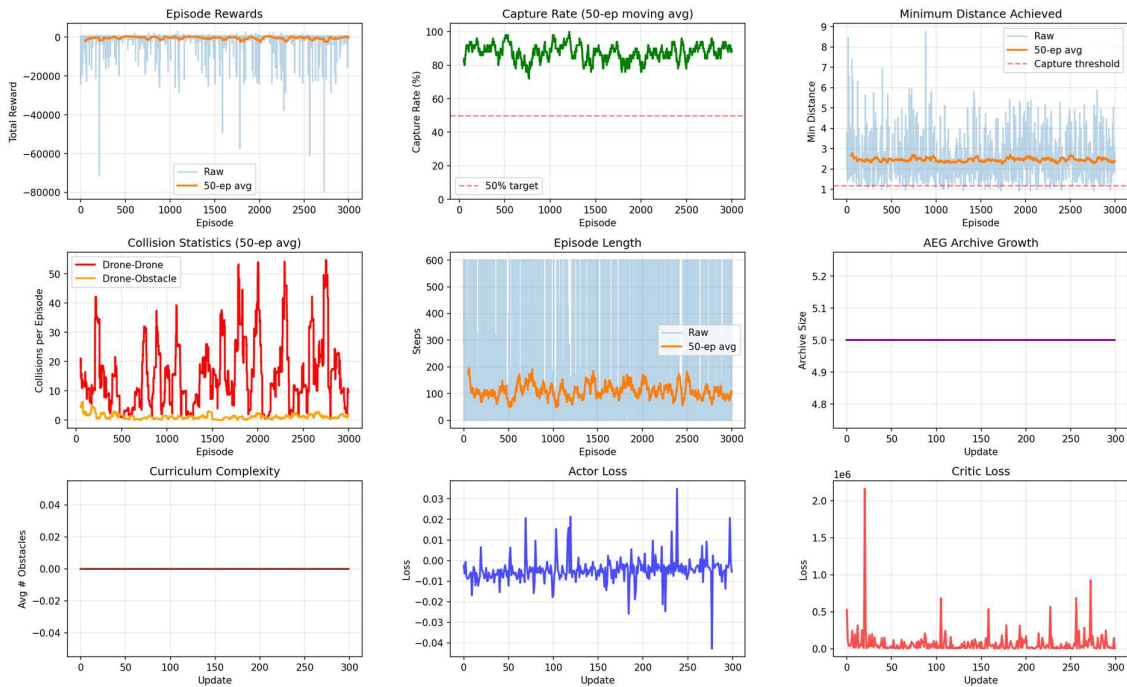 Episode Rewards
0
−20000
−40000
−60000
−80000
Total Reward
Raw
50-ep avg
0 500 1000 1500 2000 2500 3000
Episode
Capture Rate (50-ep moving avg)
100
80
60
40
20
0
Capture Rate (%)
50% target
0 500 1000 1500 2000 2500 3000
Episode
Minimum Distance Achieved
9
8
7
6
5
4
3
2
1
Min Distance
Raw
50-ep avg
Capture threshold
0 500 1000 1500 2000 2500 3000
Episode
Collision Statistics (50-ep avg)
50
40
30
20
10
0
Collisions per Episode
Drone-Drone
Drone-Obstacle
0 500 1000 1500 2000 2500 3000
Episode
Episode Length
600
500
400
300
200
100
0
Steps
Raw
50-ep avg
0 500 1000 1500 2000 2500 3000
Episode
AEG Archive Growth
5.2
5.1
5.0
4.9
4.8
Archive Size
0 50 100 150 200 250 300
Update
Curriculum Complexity
0.04
0.02
0.00
−0.02
−0.04
Avg # Obstacles
0 50 100 150 200 250 300
Update
Actor Loss
0.03
0.02
0.01
0.00
−0.01
−0.02
−0.03
−0.04
Loss
0 50 100 150 200 250 300
Update
Critic Loss
1e6
2.0
1.5
1.0
0.5
0.0
Loss
0 50 100 150 200 250 300
Update